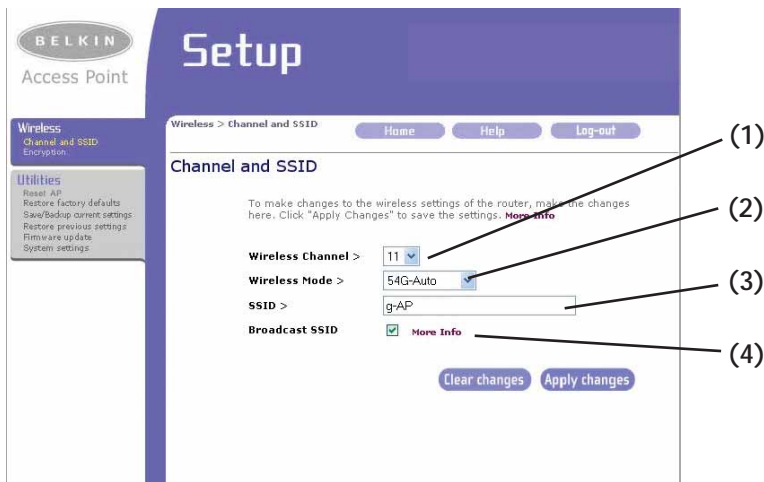 BELKIN
Access Point
Setup
Wireless
Channel and SSID
Encryption
Utilities
Reset AP
Restore factory defaults
Save/Backup current settings
Restore previous settings
Firmware update
System settings
Wireless > Channel and SSID
Home
Help
Log-out
Channel and SSID
To make changes to the wireless settings of the router, make the changes
here. Click "Apply Changes" to save the settings. More Info
Wireless Channel > 11
Wireless Mode > 54G-Auto
SSID > g-AP
Broadcast SSID More Info
Clear changes Apply changes
(1)
(2)
(3)
(4)